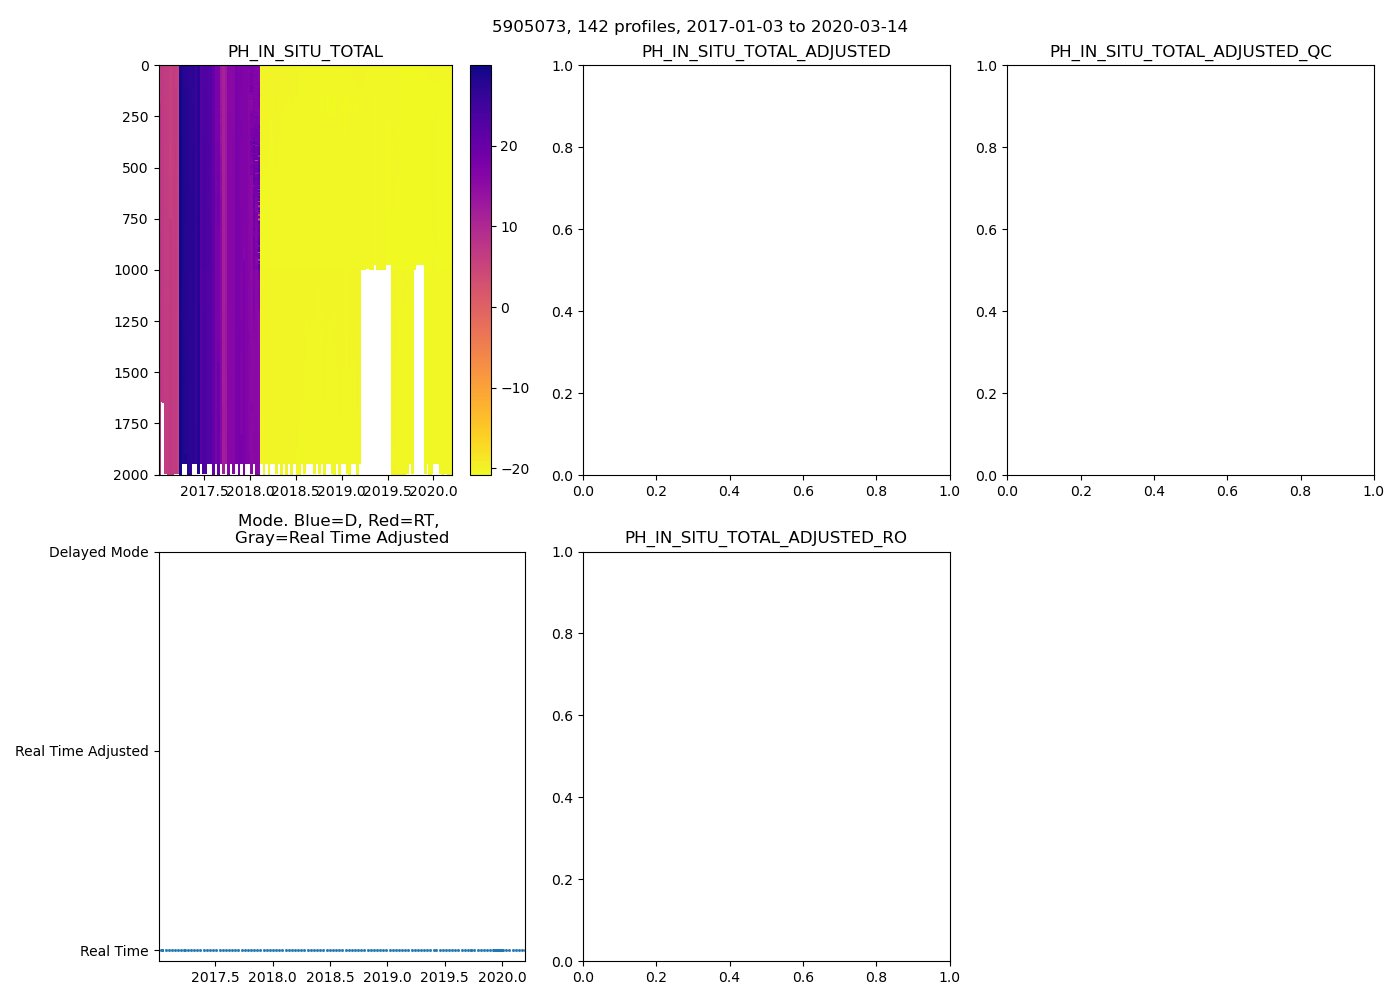 5905073, 142 profiles, 2017-01-03 to 2020-03-14
PH_IN_SITU_TOTAL
0
250
500
750
1000
1250
1500
1750
2000
2017.5 2018.0 2018.5 2019.0 2019.5 2020.0
20
10
0
−10
−20
PH_IN_SITU_TOTAL_ADJUSTED
1.0
0.8
0.6
0.4
0.2
0.0
0.0 0.2 0.4 0.6 0.8 1.0
PH_IN_SITU_TOTAL_ADJUSTED_QC
1.0
0.8
0.6
0.4
0.2
0.0
0.0 0.2 0.4 0.6 0.8 1.0
Mode. Blue=D, Red=RT,
Gray=Real Time Adjusted
Delayed Mode
Real Time Adjusted
Real Time
2017.5 2018.0 2018.5 2019.0 2019.5 2020.0
PH_IN_SITU_TOTAL_ADJUSTED_RO
1.0
0.8
0.6
0.4
0.2
0.0
0.0 0.2 0.4 0.6 0.8 1.0